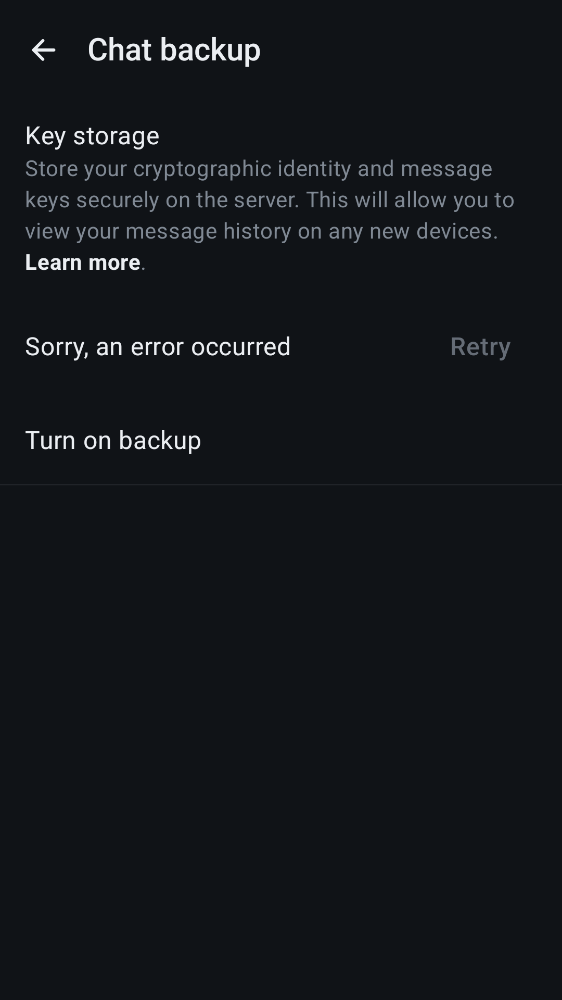 Chat backup
Key storage
Store your cryptographic identity and message
keys securely on the server. This will allow you to
view your message history on any new devices.
Learn more.
Sorry, an error occurred Retry
Turn on backup